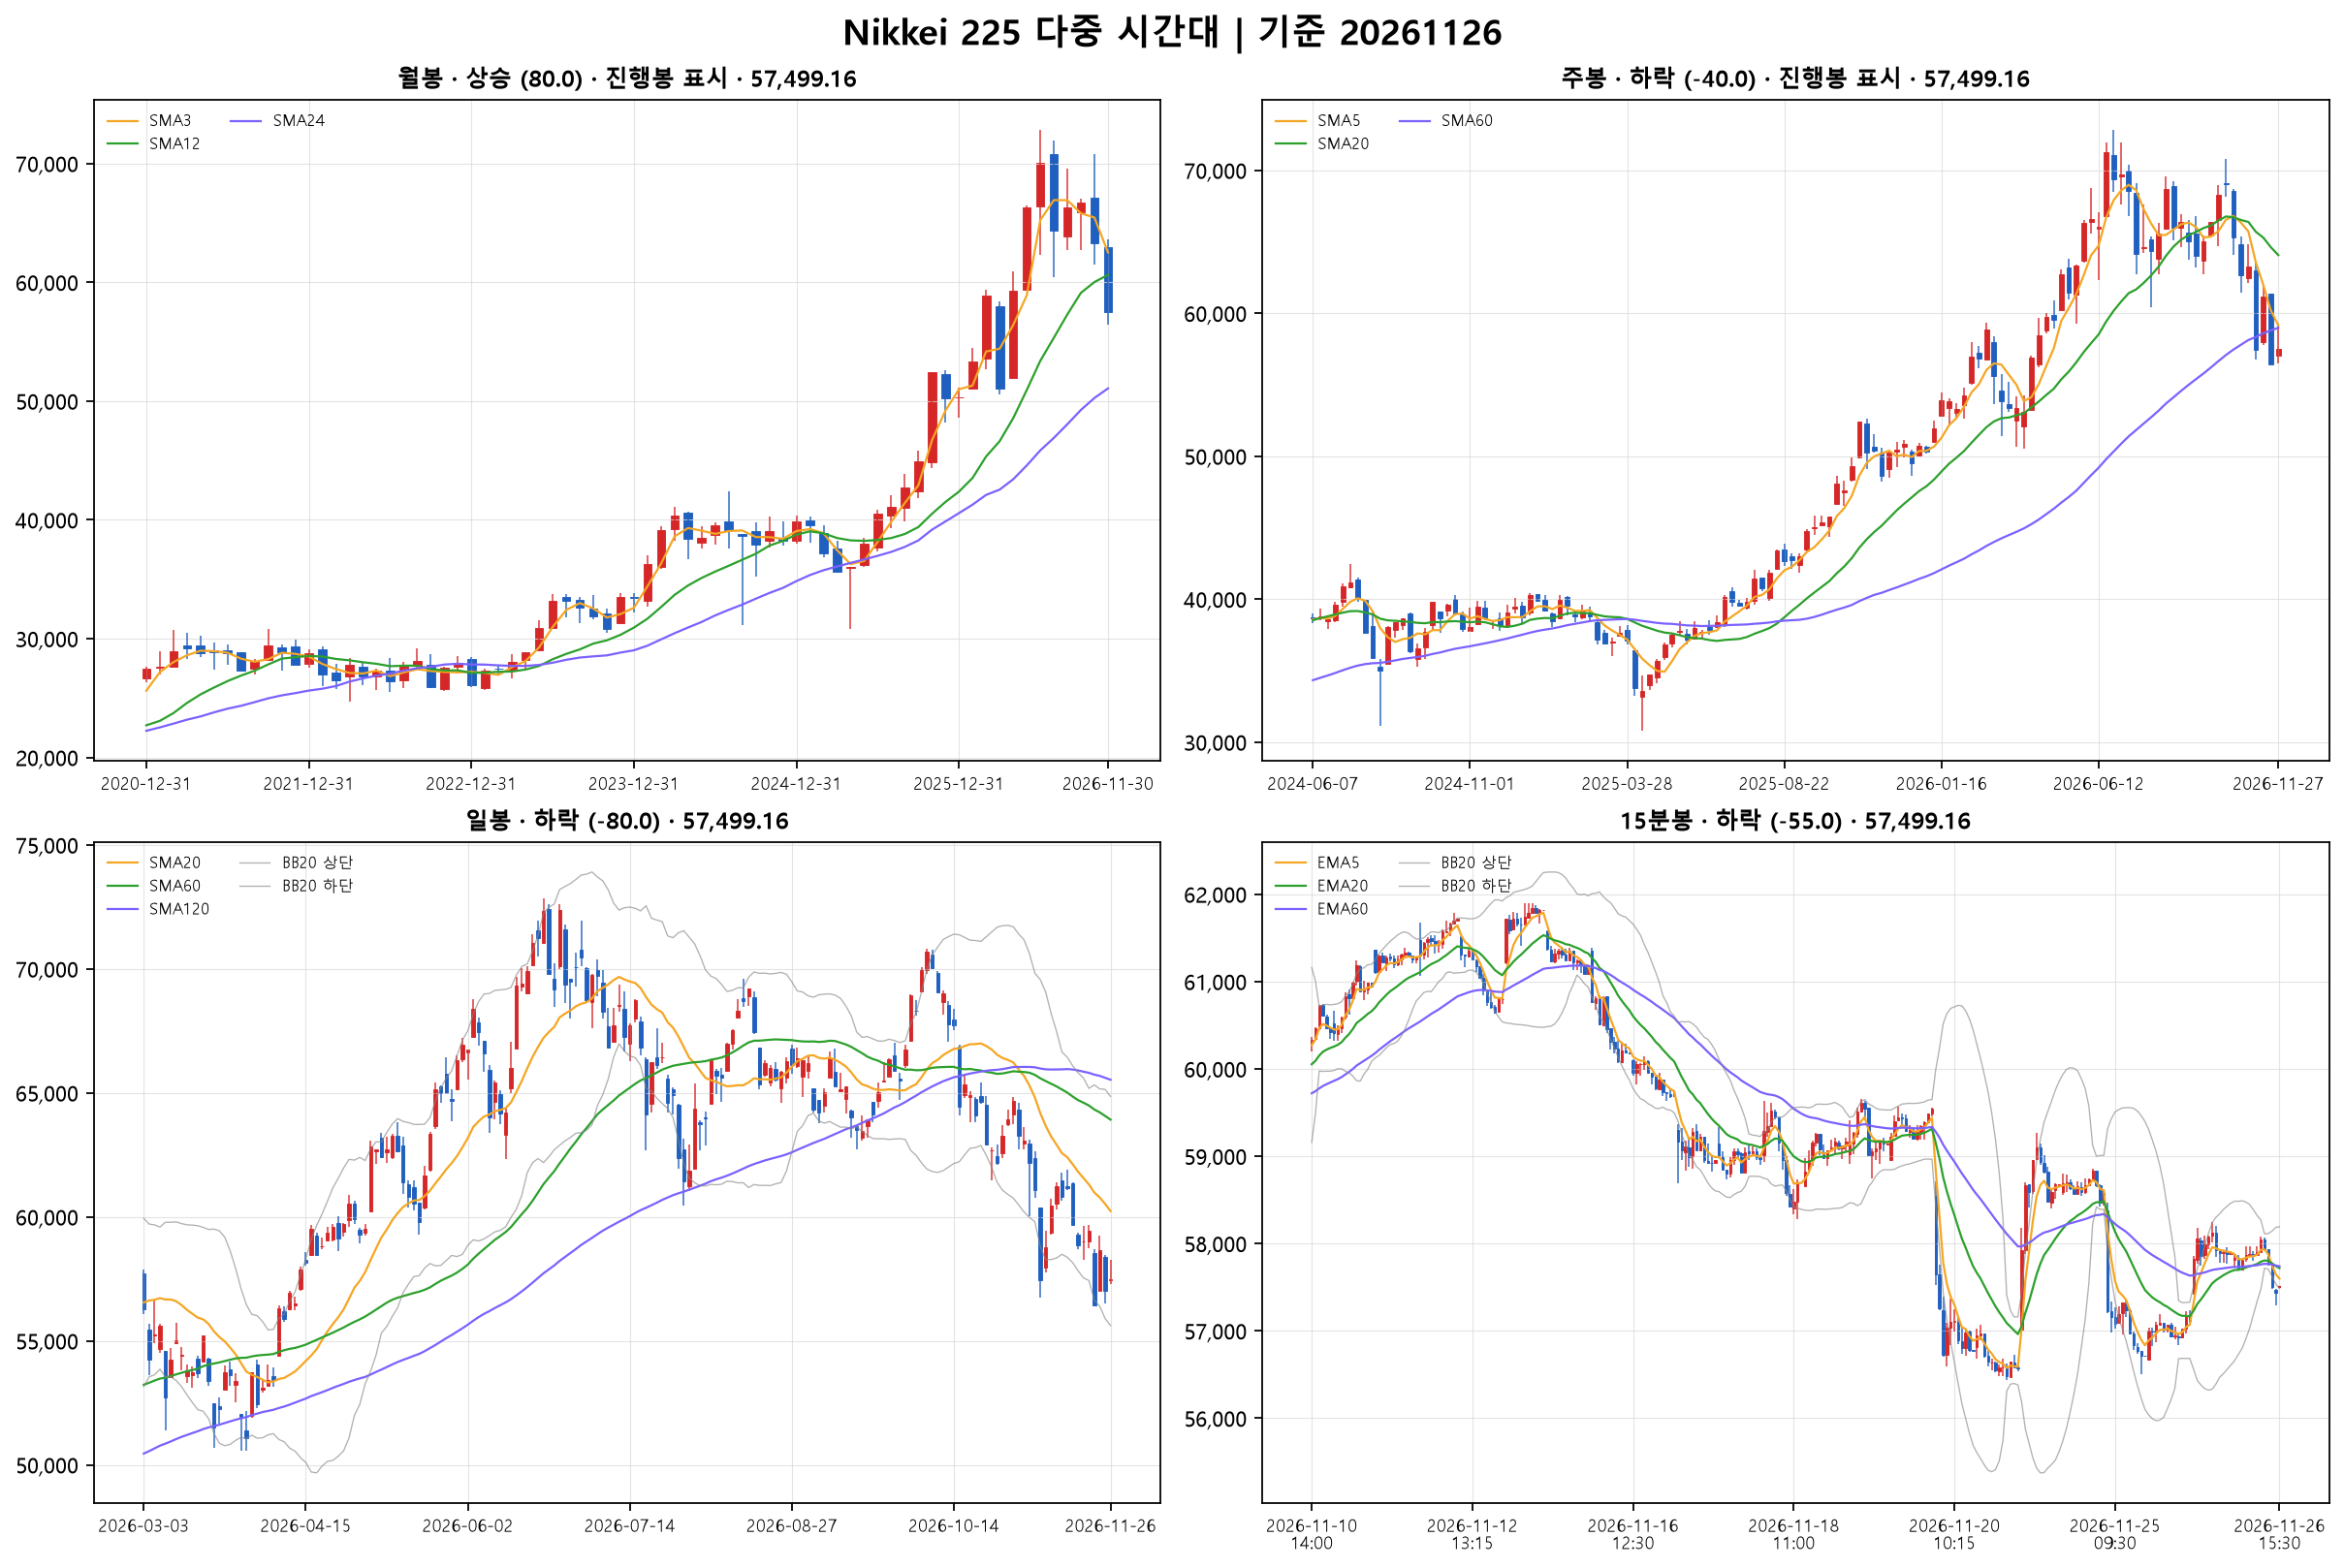 Nikkei 225 다중 시간대 | 기준 20261126
월봉 · 상승 (80.0) · 진행봉 표시 · 57,499.16
SMA3
SMA12
SMA24
70,000
60,000
50,000
40,000
30,000
20,000
2020-12-31
2021-12-31
2022-12-31
2023-12-31
2024-12-31
2025-12-31
2026-11-30
주봉 · 하락 (-40.0) · 진행봉 표시 · 57,499.16
SMA5
SMA20
SMA60
70,000
60,000
50,000
40,000
30,000
2024-06-07
2024-11-01
2025-03-28
2025-08-22
2026-01-16
2026-06-12
2026-11-27
일봉 · 하락 (-80.0) · 57,499.16
SMA20
SMA60
SMA120
BB20 상단
BB20 하단
75,000
70,000
65,000
60,000
55,000
50,000
2026-03-03
2026-04-15
2026-06-02
2026-07-14
2026-08-27
2026-10-14
2026-11-26
15분봉 · 하락 (-55.0) · 57,499.16
EMA5
EMA20
EMA60
BB20 상단
BB20 하단
62,000
61,000
60,000
59,000
58,000
57,000
56,000
2026-11-10
14:00
2026-11-12
13:15
2026-11-16
12:30
2026-11-18
11:00
2026-11-20
10:15
2026-11-25
09:30
2026-11-26
15:30